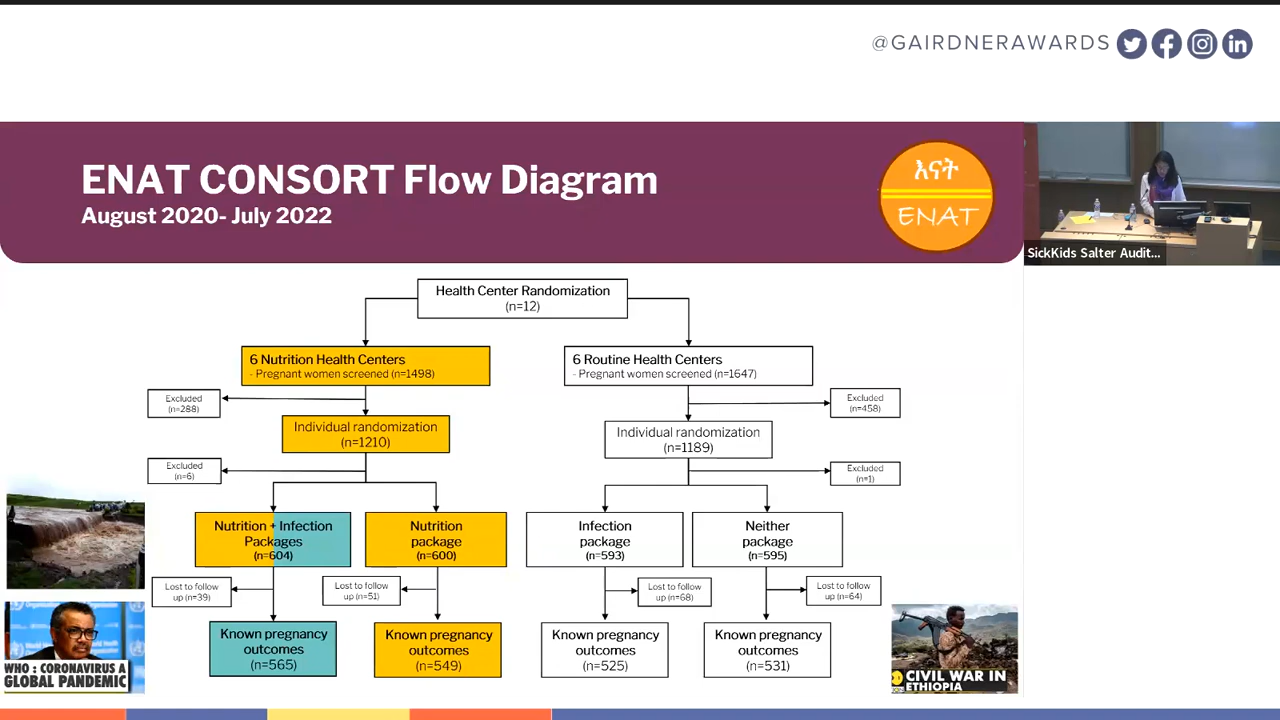 @GAIRDNERAWARDS
ENAT CONSORT Flow Diagram
August 2020- July 2022
እናት
ENAT
SickKids Salter Audit...
Health Center Randomization
(n=12)
6 Nutrition Health Centers
- Pregnant women screened (n=1498)
6 Routine Health Centers
- Pregnant women screened (n=1647)
Excluded
(n=288)
Excluded
(n=458)
Individual randomization
(n=1210)
Individual randomization
(n=1189)
Excluded
(n=6)
Excluded
(n=1)
Nutrition + Infection
Packages
(n=604)
Nutrition
package
(n=600)
Infection
package
(n=593)
Neither
package
(n=595)
Lost to follow
up (n=39)
Lost to follow
up (n=51)
Lost to follow
up (n=68)
Lost to follow
up (n=64)
Known pregnancy
outcomes
(n=565)
Known pregnancy
outcomes
(n=549)
Known pregnancy
outcomes
(n=525)
Known pregnancy
outcomes
(n=531)
WHO : CORONAVIRUS A
GLOBAL PANDEMIC
CIVIL WAR IN
ETHIOPIA